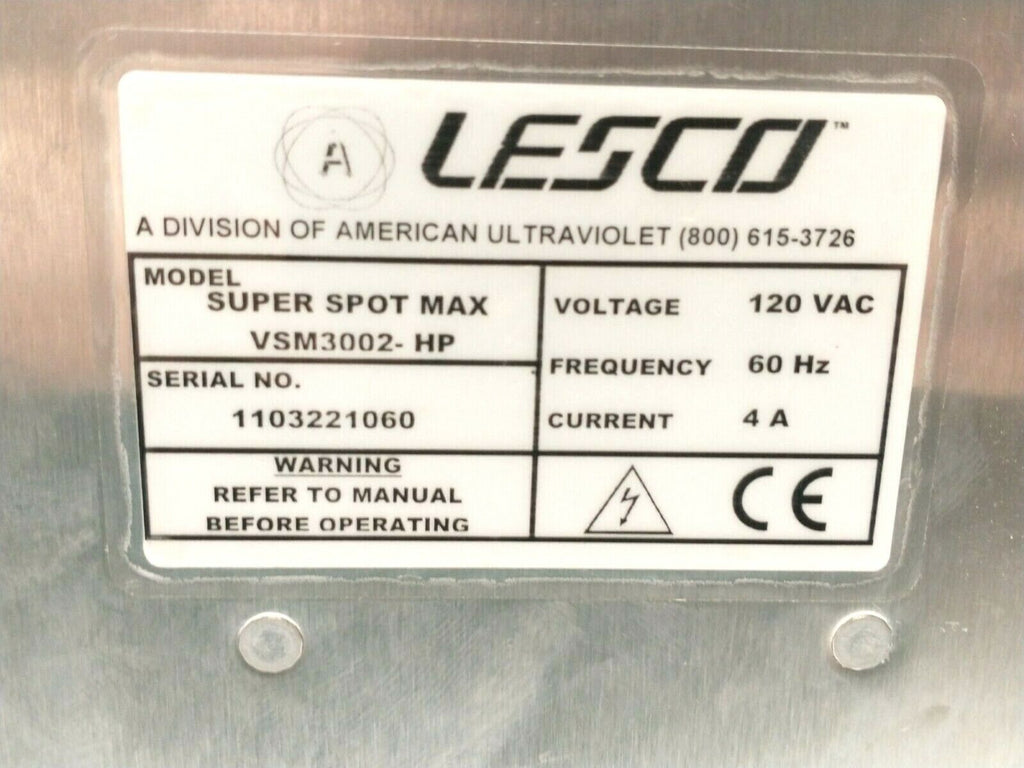 A LESCO™
A DIVISION OF AMERICAN ULTRAVIOLET (800) 615-3726
MODEL
SUPER SPOT MAX
VSM3002- HP
SERIAL NO.
1103221060
WARNING
REFER TO MANUAL
BEFORE OPERATING
VOLTAGE 120 VAC
FREQUENCY 60 Hz
CURRENT 4 A
CE